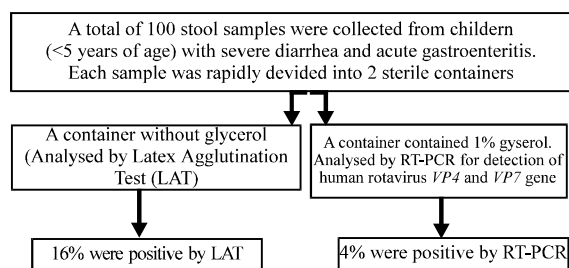 A total of 100 stool samples were collected from childern
(<5 years of age) with severe diarrhea and acute gastroenteritis.
Each sample was rapidly devided into 2 sterile containers
A container without glycerol
(Analysed by Latex Agglutination
Test (LAT)
A container contained 1% gyserol.
Analysed by RT-PCR for detection of
human rotavirus VP4 and VP7 gene
16% were positive by LAT
4% were positive by RT-PCR